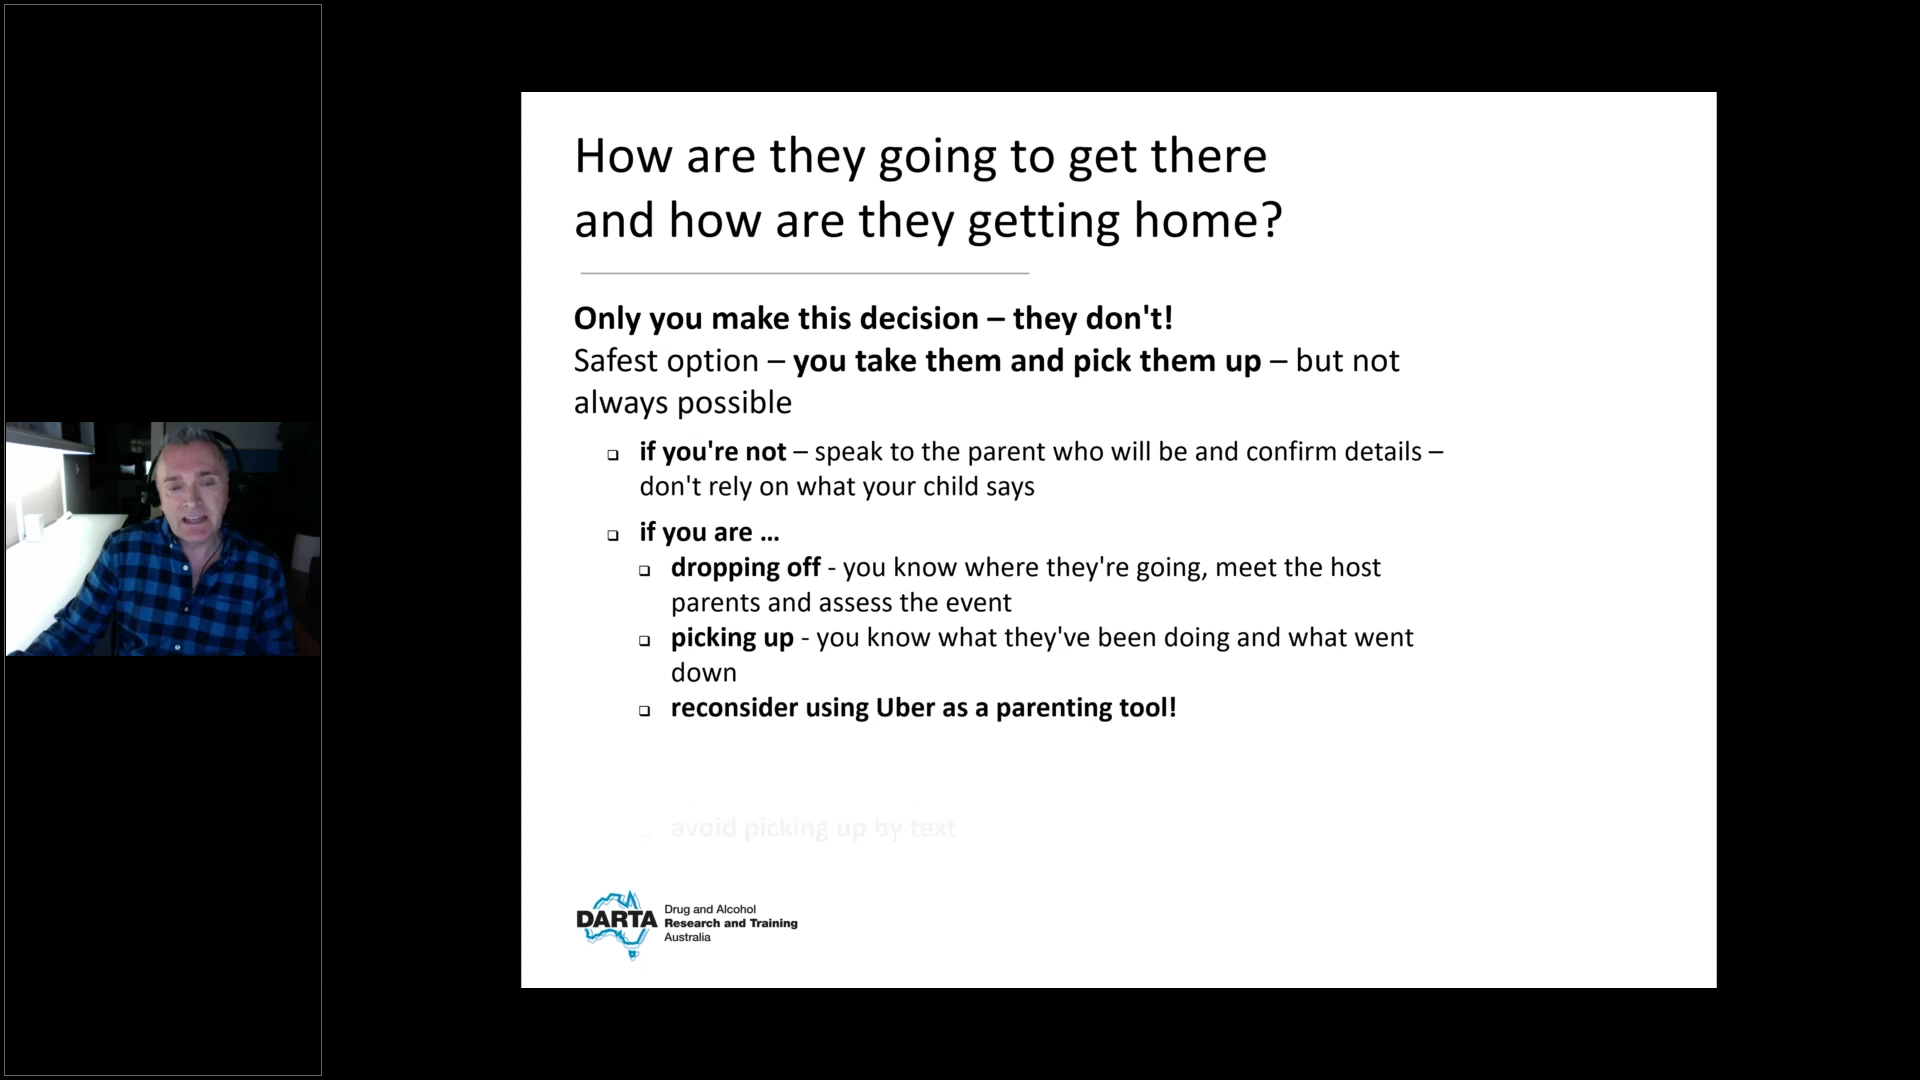 How are they going to get there
and how are they getting home?
Only you make this decision – they don't!
Safest option – you take them and pick them up – but not
always possible
if you're not – speak to the parent who will be and confirm details –
don't rely on what your child says
if you are ...
dropping off - you know where they're going, meet the host
parents and assess the event
picking up - you know what they've been doing and what went
down
reconsider using Uber as a parenting tool!
avoid picking up by text
DARTA Drug and Alcohol
Research and Training
Australia